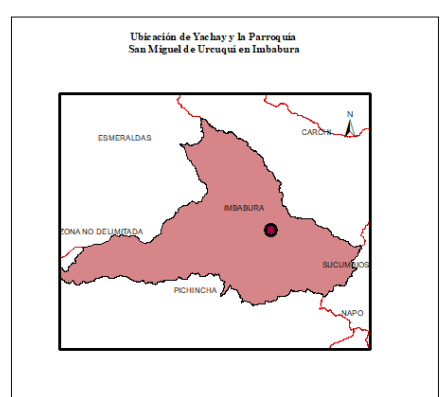 Ubicación de Yachay y la Parroquia
San Miguel de Urcuquí en Imbabura
N
ESMERALDAS
CARCHI
IMBABURA
ZONA NO DELIMITADA
SUCUMBIOS
PICHINCHA
NAPO